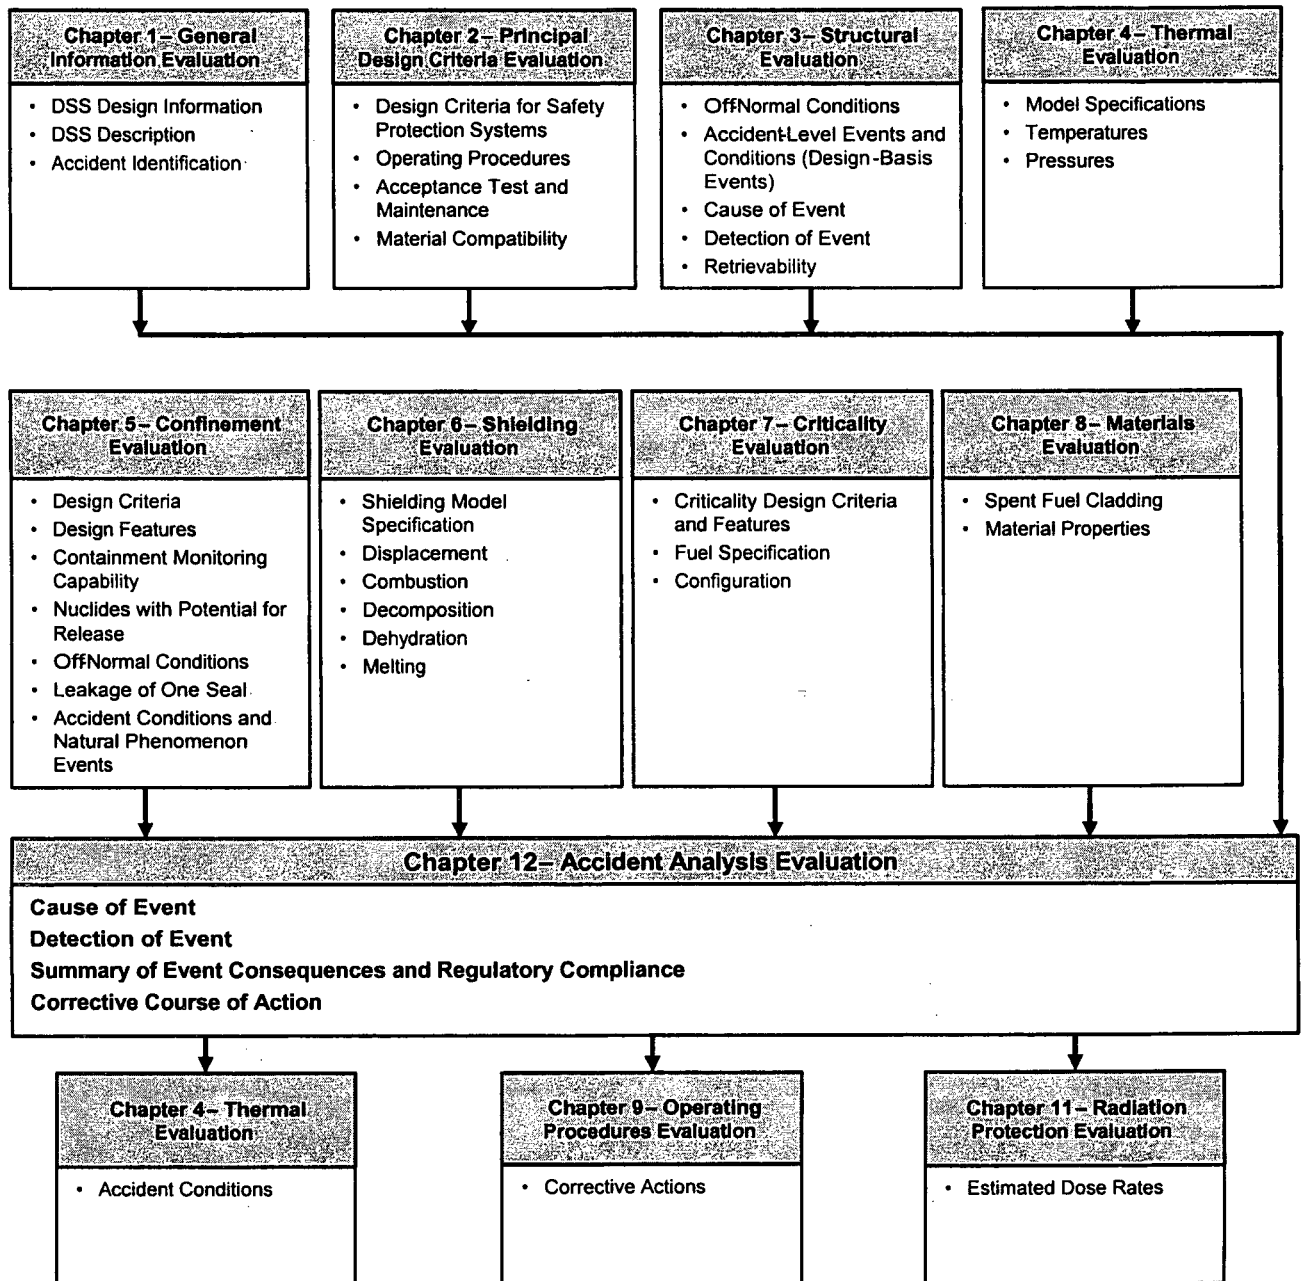 Chapter 1– General
Information Evaluation
• DSS Design Information
• DSS Description
• Accident Identification
Chapter 2– Principal
Design Criteria Evaluation
• Design Criteria for Safety
Protection Systems
• Operating Procedures
• Acceptance Test and
Maintenance
• Material Compatibility
Chapter 3– Structural
Evaluation
• OffNormal Conditions
• Accident-Level Events and
Conditions (Design-Basis
Events)
• Cause of Event
• Detection of Event
• Retrievability
Chapter 4– Thermal
Evaluation
• Model Specifications
• Temperatures
• Pressures
Chapter 5– Confinement
Evaluation
• Design Criteria
• Design Features
• Containment Monitoring
Capability
• Nuclides with Potential for
Release
• OffNormal Conditions
• Leakage of One Seal
• Accident Conditions and
Natural Phenomenon
Events
Chapter 6– Shielding
Evaluation
• Shielding Model
Specification
• Displacement
• Combustion
• Decomposition
• Dehydration
• Melting
Chapter 7– Criticality
Evaluation
• Criticality Design Criteria
and Features
• Fuel Specification
• Configuration
Chapter 8– Materials
Evaluation
• Spent Fuel Cladding
• Material Properties
Chapter 12– Accident Analysis Evaluation
Cause of Event
Detection of Event
Summary of Event Consequences and Regulatory Compliance
Corrective Course of Action
Chapter 4– Thermal
Evaluation
• Accident Conditions
Chapter 9– Operating
Procedures Evaluation
• Corrective Actions
Chapter 11– Radiation
Protection Evaluation
• Estimated Dose Rates